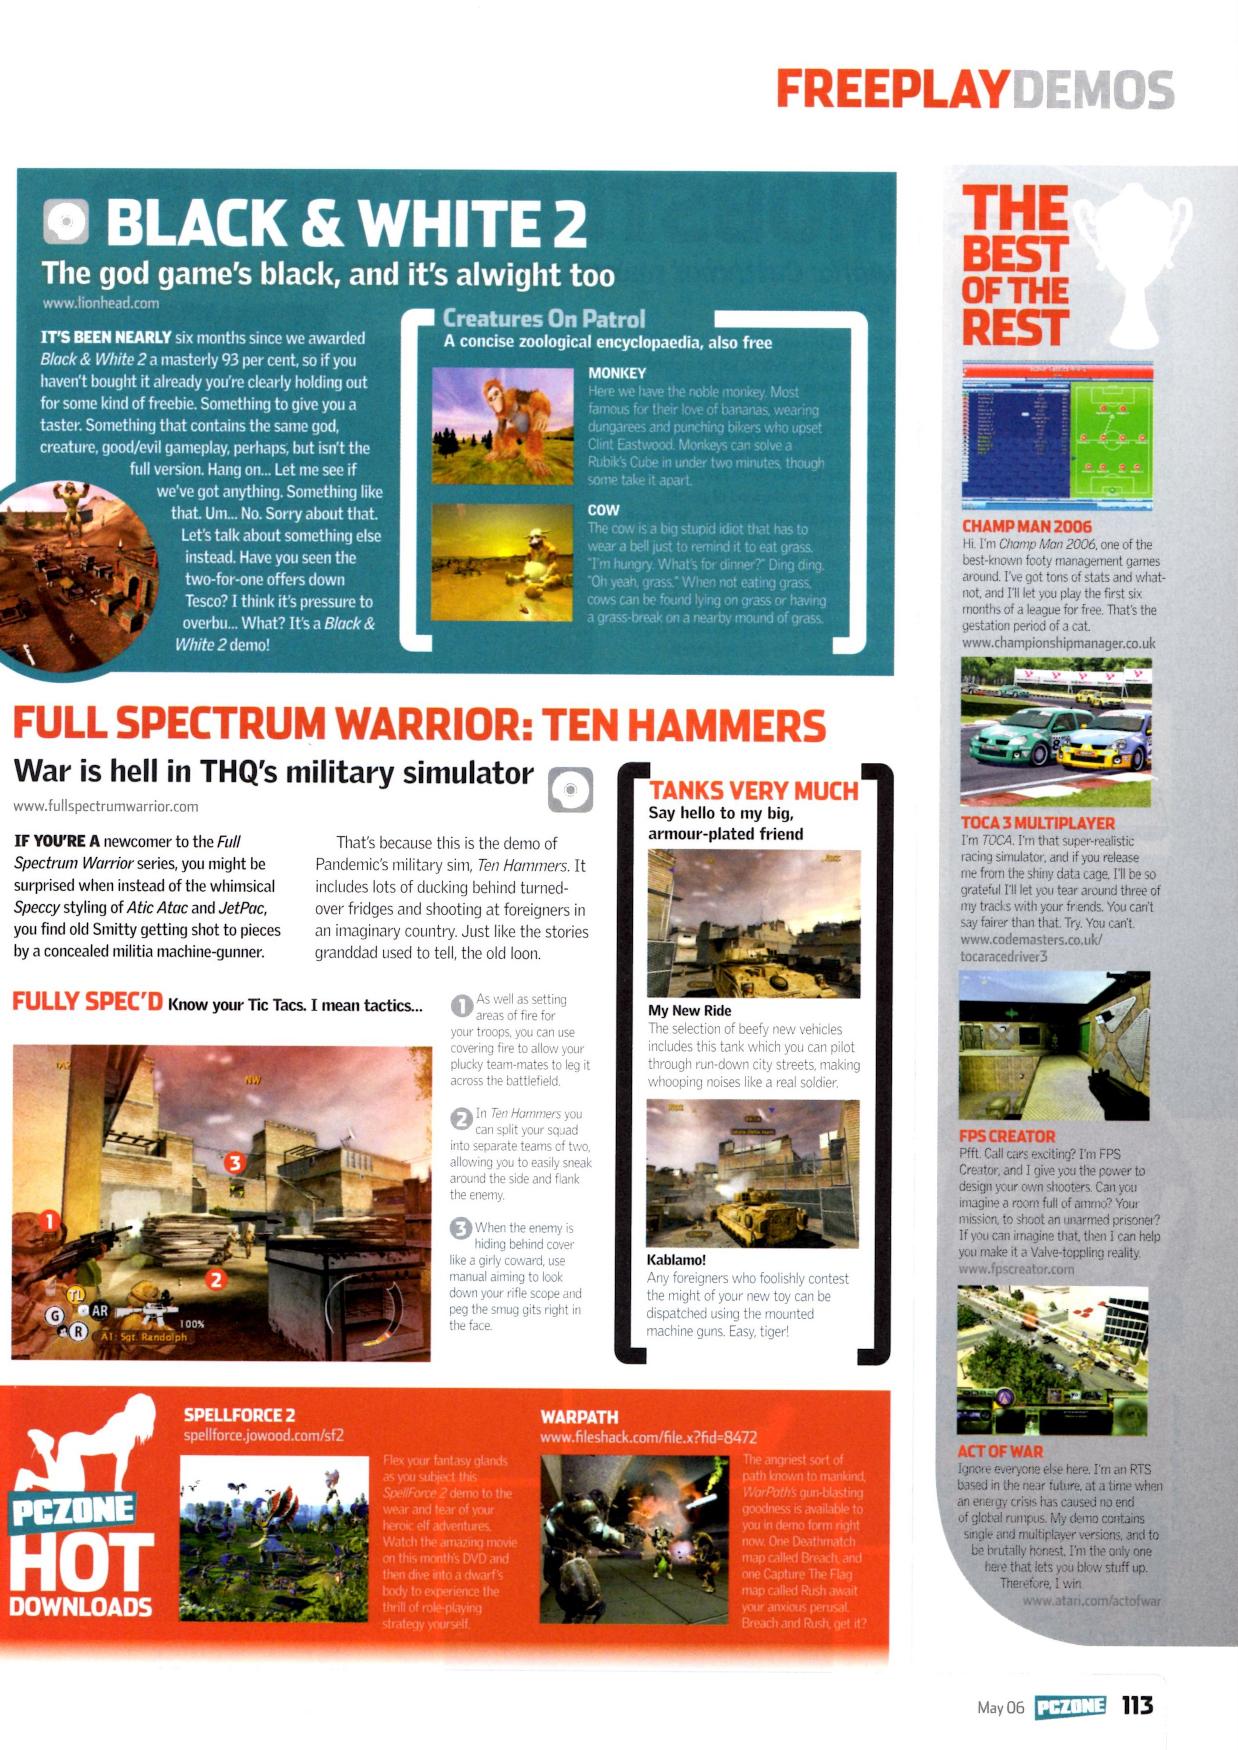 FREEPLAYDEMOS
BLACK & WHITE 2
The god game's black, and it's alwight too
www.lionhead.com
IT'S BEEN NEARLY six months since we awarded
Black & White 2 a masterly 93 per cent, so if you
haven't bought it already you're clearly holding out
for some kind of freebie. Something to give you a
taster. Something that contains the same god,
creature, good/evil gameplay, perhaps, but isn't the
full version. Hang on... Let me see if
we've got anything. Something like
that. Um... No. Sorry about that.
Let's talk about something else
instead. Have you seen the
two-for-one offers down
Tesco? I think it's pressure to
overbu... What? It's a Black &
White 2 demo!
Creatures On Patrol
A concise zoological encyclopaedia, also free
MONKEY
Here we have the noble monkey. Most
famous for their love of bananas, wearing
dungarees and punching bikers who upset
Clint Eastwood. Monkeys can solve a
Rubik's Cube in under two minutes, though
some take it apart.
COW
The cow is a big stupid idiot that has to
wear a bell just to remind it to eat grass.
"I'm hungry. What's for dinner?" Ding ding.
"Oh yeah, grass." When not eating grass,
cows can be found lying on grass or having
a grass-break on a nearby mound of grass.
FULL SPECTRUM WARRIOR: TEN HAMMERS
War is hell in THQ's military simulator
www.fullspectrumwarrior.com
IF YOU'RE A newcomer to the Full
Spectrum Warrior series, you might be
surprised when instead of the whimsical
Speccy styling of Atic Atac and JetPac,
you find old Smitty getting shot to pieces
by a concealed militia machine-gunner.
That's because this is the demo of
Pandemic's military sim, Ten Hammers. It
includes lots of ducking behind turned-
over fridges and shooting at foreigners in
an imaginary country. Just like the stories
granddad used to tell, the old loon.
FULLY SPEC'D Know your Tic Tacs. I mean tactics...
NW
3
1
2
TL
G
AR
R
100%
A1: Sgt. Randolph
1 As well as setting
areas of fire for
your troops, you can use
covering fire to allow your
plucky team-mates to leg it
across the battlefield.
2 In Ten Hammers you
can split your squad
into separate teams of two,
allowing you to easily sneak
around the side and flank
the enemy.
3 When the enemy is
hiding behind cover
like a girly coward, use
manual aiming to look
down your rifle scope and
peg the smug gits right in
the face.
TANKS VERY MUCH
Say hello to my big,
armour-plated friend
My New Ride
The selection of beefy new vehicles
includes this tank which you can pilot
through run-down city streets, making
whooping noises like a real soldier.
Kablamo!
Any foreigners who foolishly contest
the might of your new toy can be
dispatched using the mounted
machine guns. Easy, tiger!
PCZONE
HOT
DOWNLOADS
SPELLFORCE 2
spellforce.jowood.com/sf2
Flex your fantasy glands
as you subject this
SpellForce 2 demo to the
wear and tear of your
heroic elf adventures.
Watch the amazing movie
on this month's DVD and
then dive into a dwarf's
body to experience the
thrill of role-playing
strategy yourself.
WARPATH
www.fileshack.com/file.x?fid=8472
The angriest sort of
path known to mankind,
WarPath's gun-blasting
goodness is available to
you in demo form right
now. One Deathmatch
map called Breach, and
one Capture The Flag
map called Rush await
your anxious perusal.
Breach and Rush, get it?
THE
BEST
OF THE
REST
CHAMP MAN 2006
Hi. I'm Champ Man 2006, one of the
best-known footy management games
around. I've got tons of stats and what-
not, and I'll let you play the first six
months of a league for free. That's the
gestation period of a cat.
www.championshipmanager.co.uk
TOCA 3 MULTIPLAYER
I'm TOCA. I'm that super-realistic
racing simulator, and if you release
me from the shiny data cage, I'll be so
grateful I'll let you tear around three of
my tracks with your friends. You can't
say fairer than that. Try. You can't.
www.codemasters.co.uk/
tocaracedriver3
FPS CREATOR
Pfft. Call cars exciting? I'm FPS
Creator, and I give you the power to
design your own shooters. Can you
imagine a room full of ammo? Your
mission, to shoot an unarmed prisoner?
If you can imagine that, then I can help
you make it a Valve-toppling reality.
www.fpscreator.com
ACT OF WAR
Ignore everyone else here. I'm an RTS
based in the near future, at a time when
an energy crisis has caused no end
of global rumpus. My demo contains
single and multiplayer versions, and to
be brutally honest, I'm the only one
here that lets you blow stuff up.
Therefore, I win.
www.atari.com/actofwar
May 06 PCZONE 113